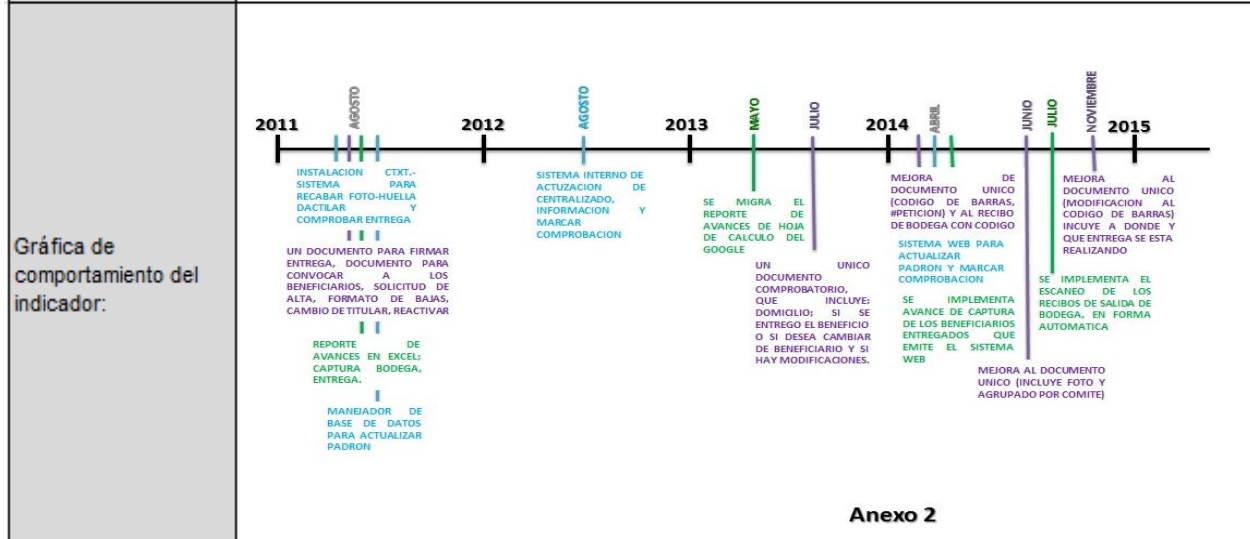 Gráfica de
comportamiento del
indicador:
2011
AGOSTO
2012
AGOSTO
2013
MAYO
JULIO
2014
ABRIL
JUNIO
JULIO
NOVIEMBRE
2015
INSTALACION CTXT.-
SISTEMA PARA
RECABAR FOTO-HUELLA
DACTILAR Y
COMPROBAR ENTREGA
UN DOCUMENTO PARA FIRMAR
ENTREGA, DOCUMENTO PARA
CONVOCAR A LOS
BENEFICIARIOS, SOLICITUD DE
ALTA, FORMATO DE BAJAS,
CAMBIO DE TITULAR, REACTIVAR
REPORTE DE
AVANCES EN EXCEL;
CAPTURA BODEGA,
ENTREGA.
MANEJADOR DE
BASE DE DATOS
PARA ACTUALIZAR
PADRON
SISTEMA INTERNO DE
ACTUZACION DE
CENTRALIZADO,
INFORMACION Y
MARCAR
COMPROBACION
SE MIGRA EL
REPORTE DE
AVANCES DE HOJA
DE CALCULO DEL
GOOGLE
UN UNICO
DOCUMENTO
COMPROBATORIO,
QUE INCLUYE:
DOMICILIO; SI SE
ENTREGO EL BENEFICIO
O SI DESEA CAMBIAR
DE BENEFICIARIO Y SI
HAY MODIFICACIONES.
MEJORA DE
DOCUMENTO UNICO
(CODIGO DE BARRAS,
#PETICION) Y AL RECIBO
DE BODEGA CON CODIGO
SISTEMA WEB PARA
ACTUALIZAR
PADRON Y MARCAR
COMPROBACION
SE IMPLEMENTA
AVANCE DE CAPTURA
DE LOS BENEFICIARIOS
ENTREGADOS QUE
EMITE EL SISTEMA
WEB
MEJORA AL DOCUMENTO
UNICO (INCLUYE FOTO Y
AGRUPADO POR COMITE)
SE IMPLEMENTA EL
ESCANEO DE LOS
RECIBOS DE SALIDA DE
BODEGA, EN FORMA
AUTOMATICA
MEJORA AL
DOCUMENTO UNICO
(MODIFICACION AL
CODIGO DE BARRAS)
INCUYE A DONDE Y
QUE ENTREGA SE ESTA
REALIZANDO
Anexo 2